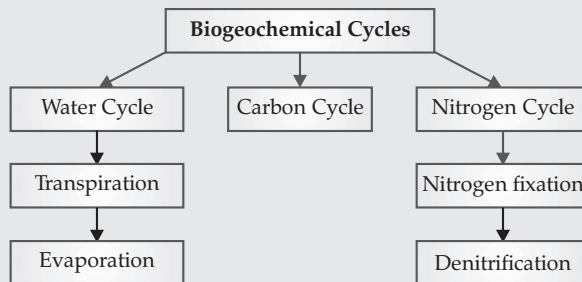 Biogeochemical Cycles
Water Cycle
Carbon Cycle
Nitrogen Cycle
Transpiration
Nitrogen fixation
Evaporation
Denitrification